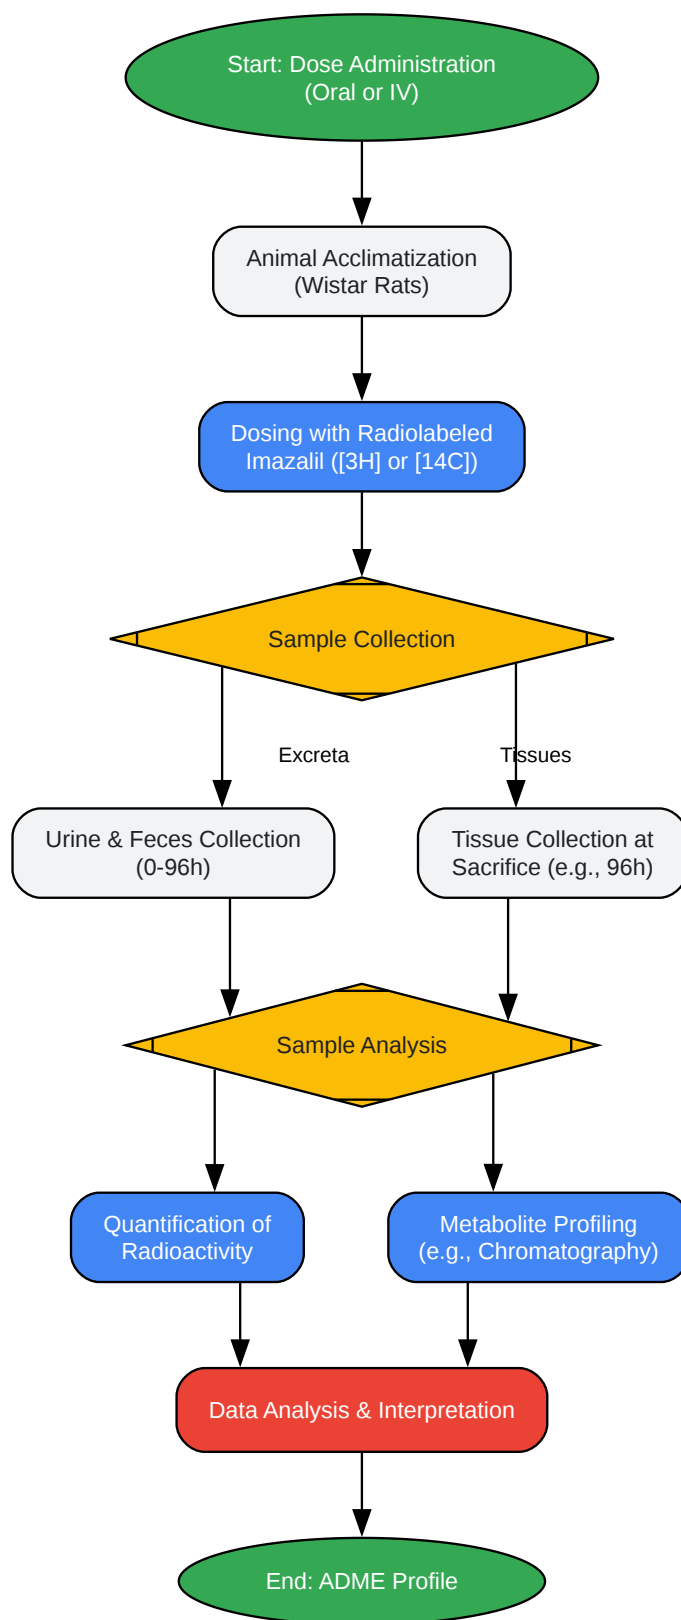 Start: Dose Administration
(Oral or IV)
Animal Acclimatization
(Wistar Rats)
Dosing with Radiolabeled
Imazalil ([3H] or [14C])
Sample Collection
Excreta
Tissues
Urine & Feces Collection
(0-96h)
Tissue Collection at
Sacrifice (e.g., 96h)
Sample Analysis
Quantification of
Radioactivity
Metabolite Profiling
(e.g., Chromatography)
Data Analysis & Interpretation
End: ADME Profile